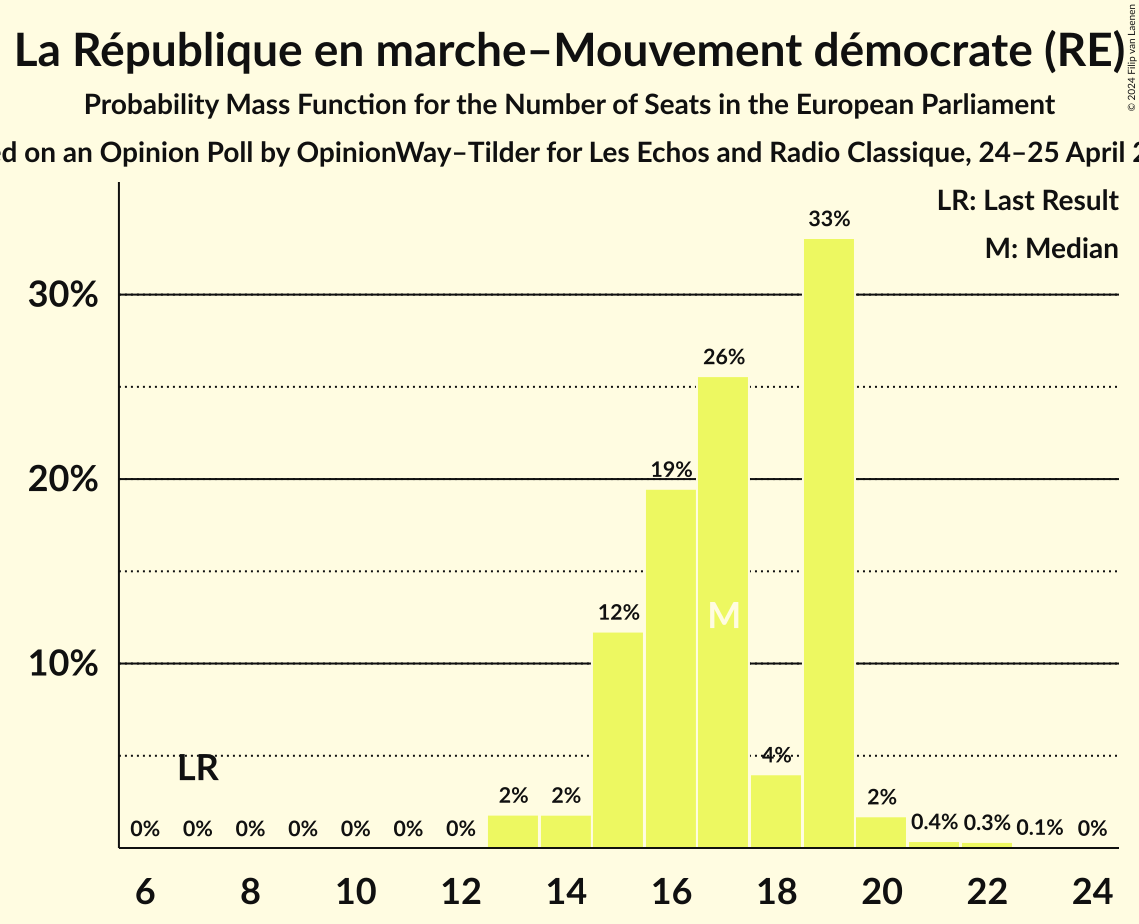 La République en marche–Mouvement démocrate (RE)
© 2024 Filip van Laenen
Probability Mass Function for the Number of Seats in the European Parliament
on an Opinion Poll by OpinionWay–Tilder for Les Echos and Radio Classique, 24–25 April
LR: Last Result
M: Median
33%
30%
26%
20%
19%
M
12%
10%
LR
4%
0% 0% 0% 0% 0% 0% 0% 2% 2% 2% 0.4% 0.3% 0.1% 0%
6 8 10 12 14 16 18 20 22 24